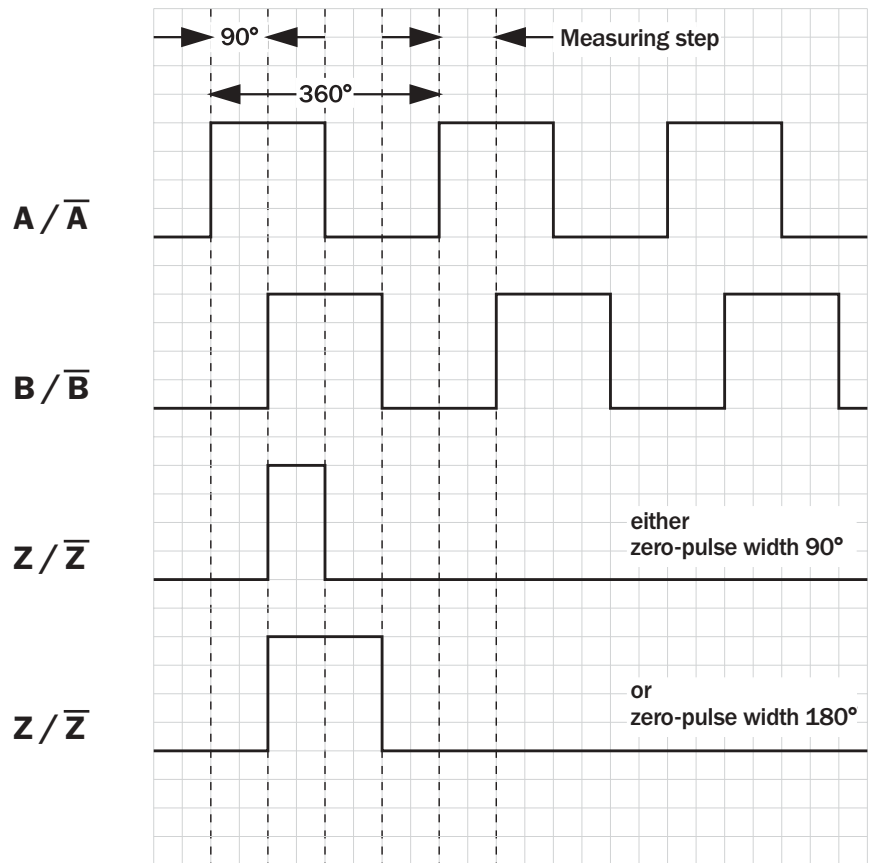 90°
Measuring step
360°
A / A̅
B / B̅
Z / Z̅
either
zero-pulse width 90°
Z / Z̅
or
zero-pulse width 180°